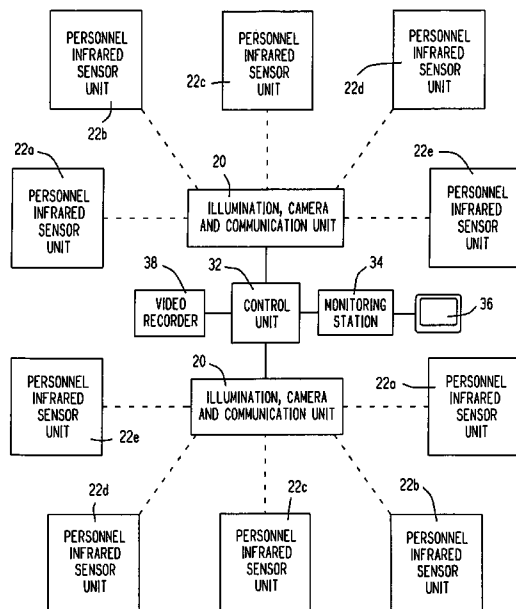 PERSONNEL
INFRARED
SENSOR
UNIT
22b
PERSONNEL
INFRARED
SENSOR
UNIT
22c
PERSONNEL
INFRARED
SENSOR
UNIT
22d
22a
PERSONNEL
INFRARED
SENSOR
UNIT
20
ILLUMINATION, CAMERA
AND COMMUNICATION UNIT
22e
PERSONNEL
INFRARED
SENSOR
UNIT
38
VIDEO
RECORDER
32
CONTROL
UNIT
34
MONITORING
STATION
36
PERSONNEL
INFRARED
SENSOR
UNIT
22e
20
ILLUMINATION, CAMERA
AND COMMUNICATION UNIT
22a
PERSONNEL
INFRARED
SENSOR
UNIT
22d
PERSONNEL
INFRARED
SENSOR
UNIT
22c
PERSONNEL
INFRARED
SENSOR
UNIT
22b
PERSONNEL
INFRARED
SENSOR
UNIT